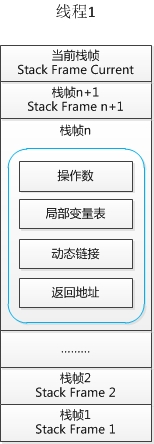 线程1
当前栈帧
Stack Frame Current
栈帧n+1
Stack Frame n+1
栈帧n
操作数
局部变量表
动态链接
返回地址
.........
栈帧2
Stack Frame 2
栈帧1
Stack Frame 1